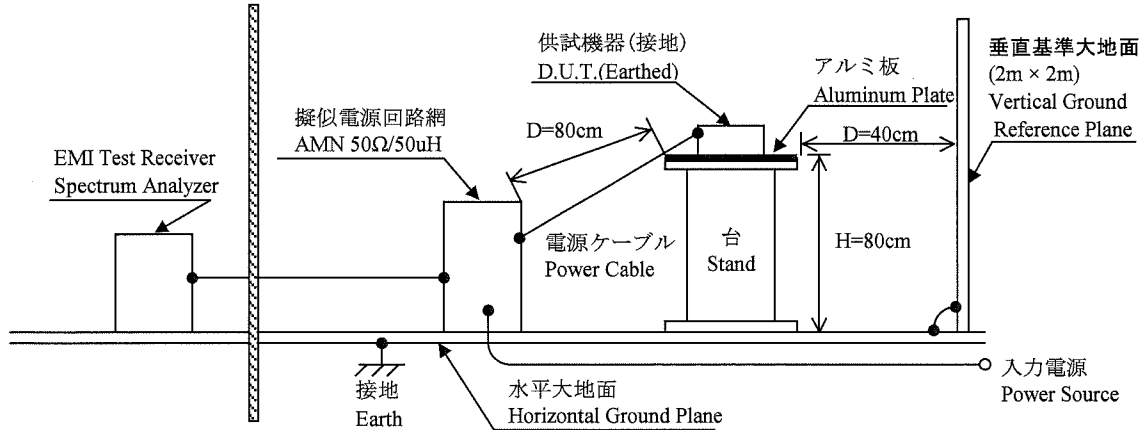 供試機器(接地)
D.U.T.(Earthed)
アルミ板
Aluminum Plate
垂直基準大地面
(2m × 2m)
Vertical Ground
Reference Plane
擬似電源回路網
AMN 50Ω/50uH
D=80cm
D=40cm
EMI Test Receiver
Spectrum Analyzer
電源ケーブル
Power Cable
台
Stand
H=80cm
接地
Earth
水平大地面
Horizontal Ground Plane
入力電源
Power Source